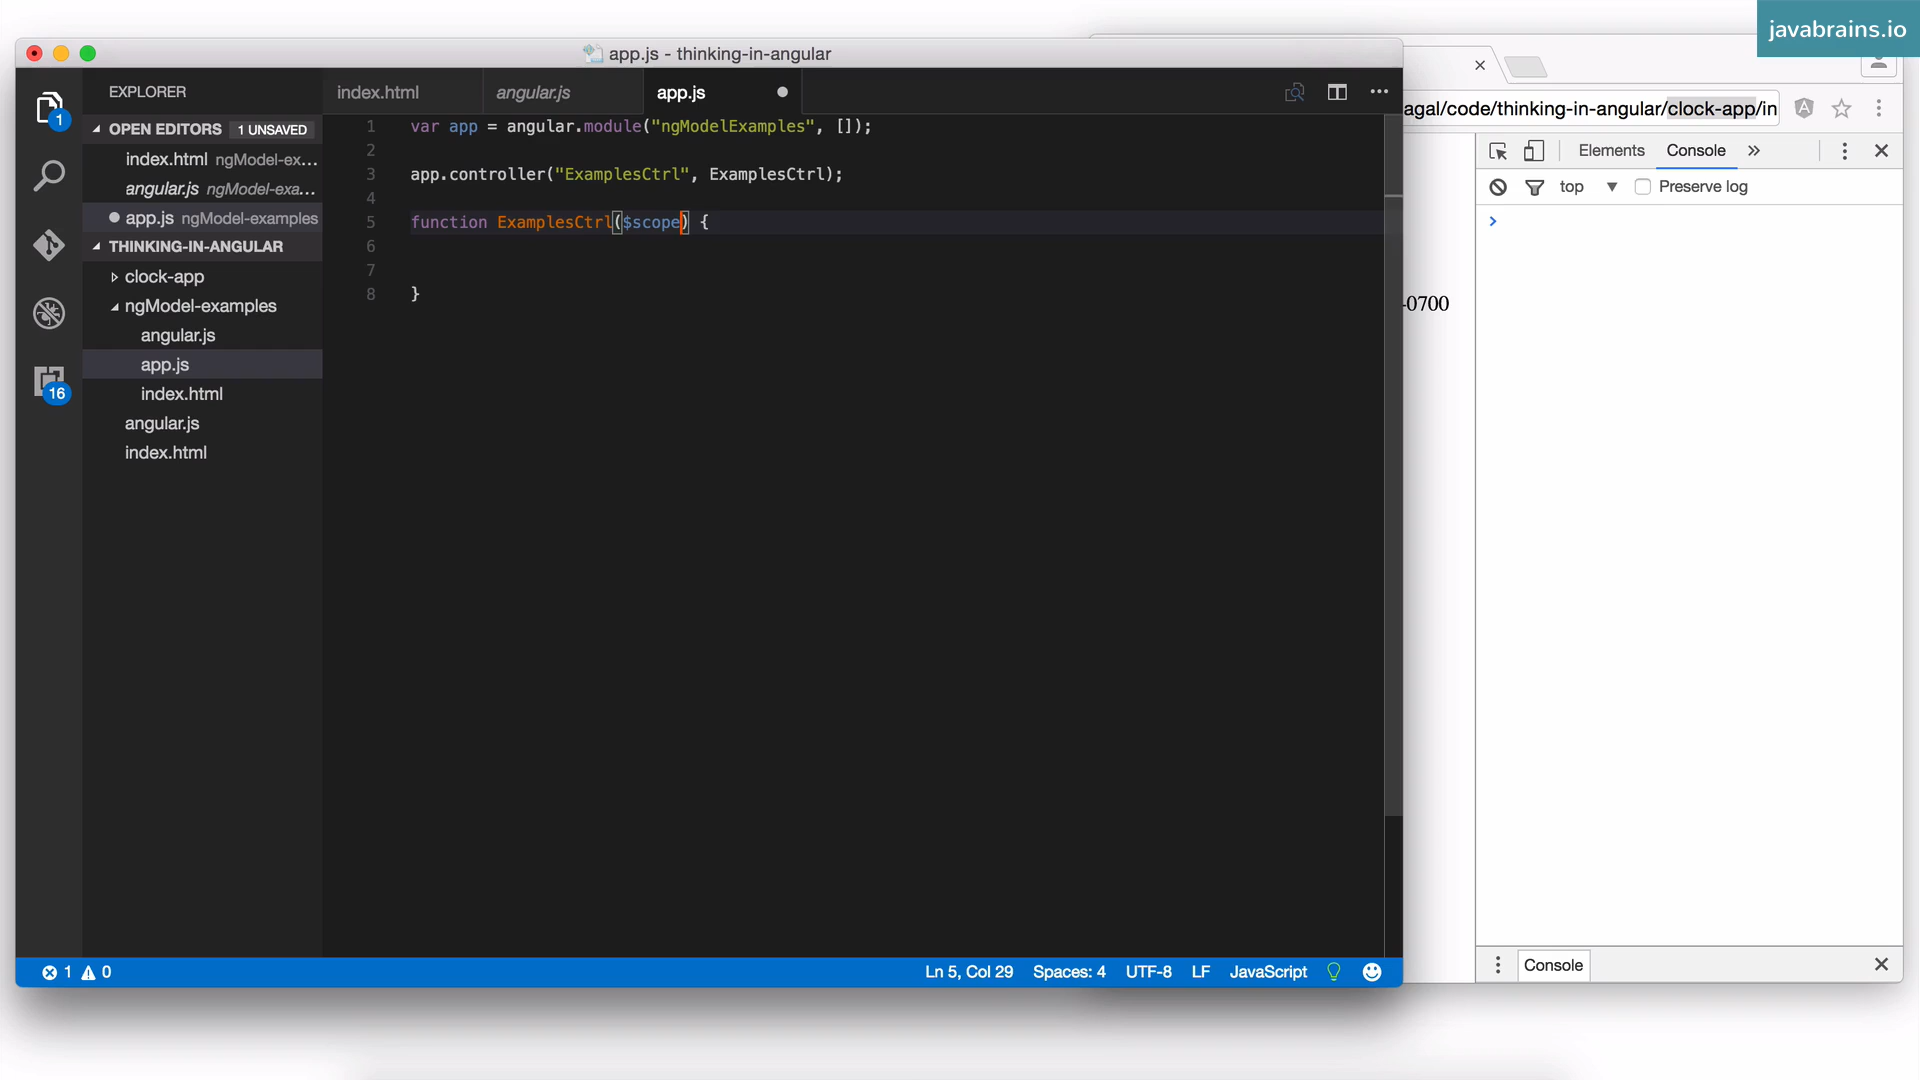 javabrains.io
app.js - thinking-in-angular
EXPLORER
OPEN EDITORS 1 UNSAVED
index.html ngModel-ex...
angular.js ngModel-exa...
app.js ngModel-examples
THINKING-IN-ANGULAR
clock-app
ngModel-examples
angular.js
app.js
index.html
angular.js
index.html
1
16
index.html angular.js app.js
1 var app = angular.module("ngModelExamples", []);
2
3 app.controller("ExamplesCtrl", ExamplesCtrl);
4
5 function ExamplesCtrl($scope) {
6
7
8 }
1 0 Ln 5, Col 29 Spaces: 4 UTF-8 LF JavaScript
agal/code/thinking-in-angular/clock-app/in
-0700
Elements Console »
top Preserve log
Console